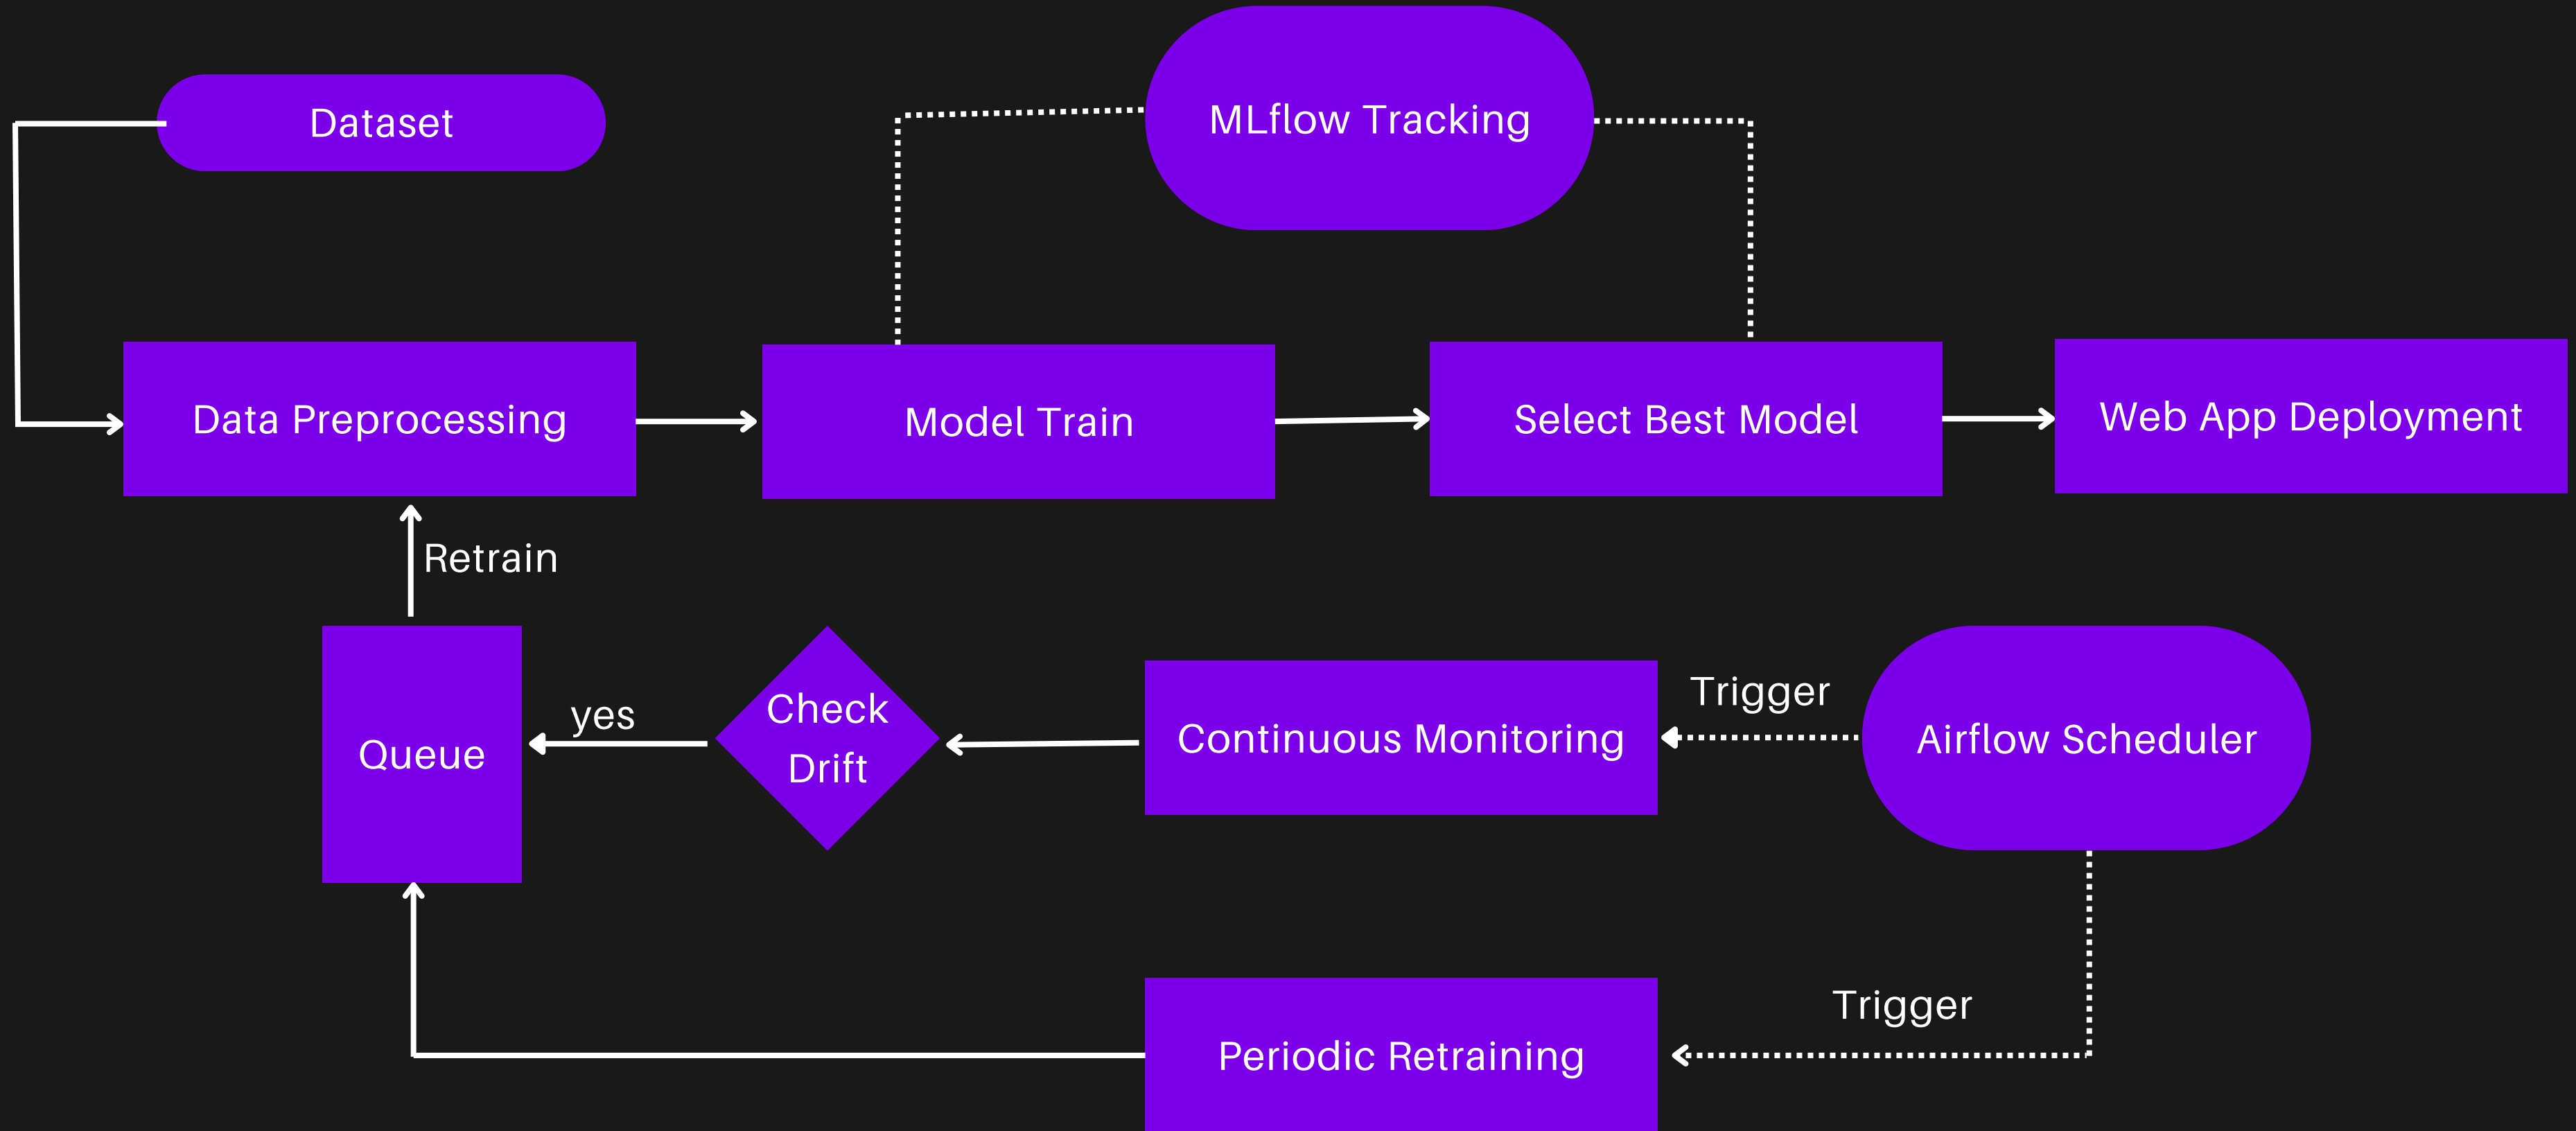 MLflow Tracking
Dataset
Data Preprocessing
Model Train
Select Best Model
Web App Deployment
Retrain
Queue
yes
Check
Drift
Continuous Monitoring
Trigger
Airflow Scheduler
Trigger
Periodic Retraining